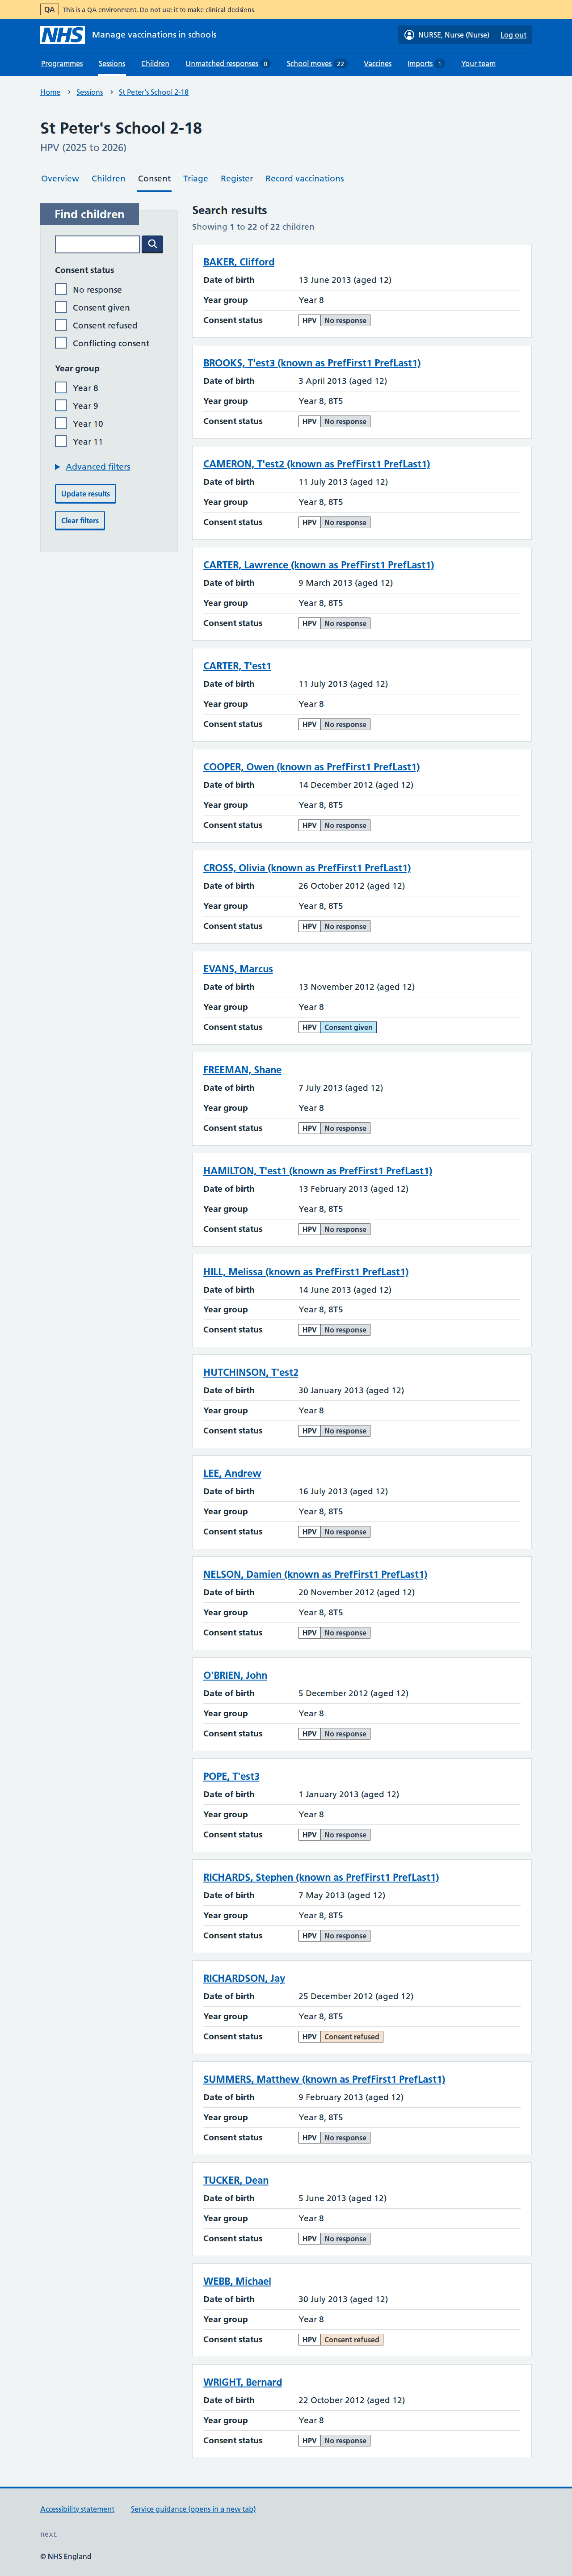 QA This is a QA environment. Do not use it to make clinical decisions.
NHS Manage vaccinations in schools NURSE, Nurse (Nurse) Log out
Programmes Sessions Children Unmatched responses 0 School moves 22 Vaccines Imports 1 Your team
Home > Sessions > St Peter's School 2-18
St Peter's School 2-18
HPV (2025 to 2026)
Overview Children Consent Triage Register Record vaccinations
Find children
Consent status
No response
Consent given
Consent refused
Conflicting consent
Year group
Year 8
Year 9
Year 10
Year 11
Advanced filters
Update results
Clear filters
Search results
Showing 1 to 22 of 22 children
BAKER, Clifford
Date of birth 13 June 2013 (aged 12)
Year group Year 8
Consent status HPV No response
BROOKS, T'est3 (known as PrefFirst1 PrefLast1)
Date of birth 3 April 2013 (aged 12)
Year group Year 8, 8T5
Consent status HPV No response
CAMERON, T'est2 (known as PrefFirst1 PrefLast1)
Date of birth 11 July 2013 (aged 12)
Year group Year 8, 8T5
Consent status HPV No response
CARTER, Lawrence (known as PrefFirst1 PrefLast1)
Date of birth 9 March 2013 (aged 12)
Year group Year 8, 8T5
Consent status HPV No response
CARTER, T'est1
Date of birth 11 July 2013 (aged 12)
Year group Year 8
Consent status HPV No response
COOPER, Owen (known as PrefFirst1 PrefLast1)
Date of birth 14 December 2012 (aged 12)
Year group Year 8, 8T5
Consent status HPV No response
CROSS, Olivia (known as PrefFirst1 PrefLast1)
Date of birth 26 October 2012 (aged 12)
Year group Year 8, 8T5
Consent status HPV No response
EVANS, Marcus
Date of birth 13 November 2012 (aged 12)
Year group Year 8
Consent status HPV Consent given
FREEMAN, Shane
Date of birth 7 July 2013 (aged 12)
Year group Year 8
Consent status HPV No response
HAMILTON, T'est1 (known as PrefFirst1 PrefLast1)
Date of birth 13 February 2013 (aged 12)
Year group Year 8, 8T5
Consent status HPV No response
HILL, Melissa (known as PrefFirst1 PrefLast1)
Date of birth 14 June 2013 (aged 12)
Year group Year 8, 8T5
Consent status HPV No response
HUTCHINSON, T'est2
Date of birth 30 January 2013 (aged 12)
Year group Year 8
Consent status HPV No response
LEE, Andrew
Date of birth 16 July 2013 (aged 12)
Year group Year 8, 8T5
Consent status HPV No response
NELSON, Damien (known as PrefFirst1 PrefLast1)
Date of birth 20 November 2012 (aged 12)
Year group Year 8, 8T5
Consent status HPV No response
O'BRIEN, John
Date of birth 5 December 2012 (aged 12)
Year group Year 8
Consent status HPV No response
POPE, T'est3
Date of birth 1 January 2013 (aged 12)
Year group Year 8
Consent status HPV No response
RICHARDS, Stephen (known as PrefFirst1 PrefLast1)
Date of birth 7 May 2013 (aged 12)
Year group Year 8, 8T5
Consent status HPV No response
RICHARDSON, Jay
Date of birth 25 December 2012 (aged 12)
Year group Year 8, 8T5
Consent status HPV Consent refused
SUMMERS, Matthew (known as PrefFirst1 PrefLast1)
Date of birth 9 February 2013 (aged 12)
Year group Year 8, 8T5
Consent status HPV No response
TUCKER, Dean
Date of birth 5 June 2013 (aged 12)
Year group Year 8
Consent status HPV No response
WEBB, Michael
Date of birth 30 July 2013 (aged 12)
Year group Year 8
Consent status HPV Consent refused
WRIGHT, Bernard
Date of birth 22 October 2012 (aged 12)
Year group Year 8
Consent status HPV No response
Accessibility statement Service guidance (opens in a new tab)
next
© NHS England